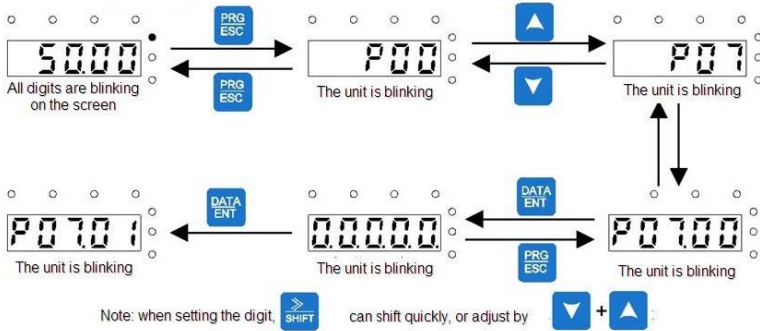 PRG
ESC
50.00
P00
P07
PRG
ESC
All digits are blinking
on the screen
The unit is blinking
The unit is blinking
DATA
ENT
DATA
ENT
P07.01
0.0.0.0.0.
P07.00
PRG
ESC
The unit is blinking
The unit is blinking
The unit is blinking
Note: when setting the digit, SHIFT can shift quickly, or adjust by + .